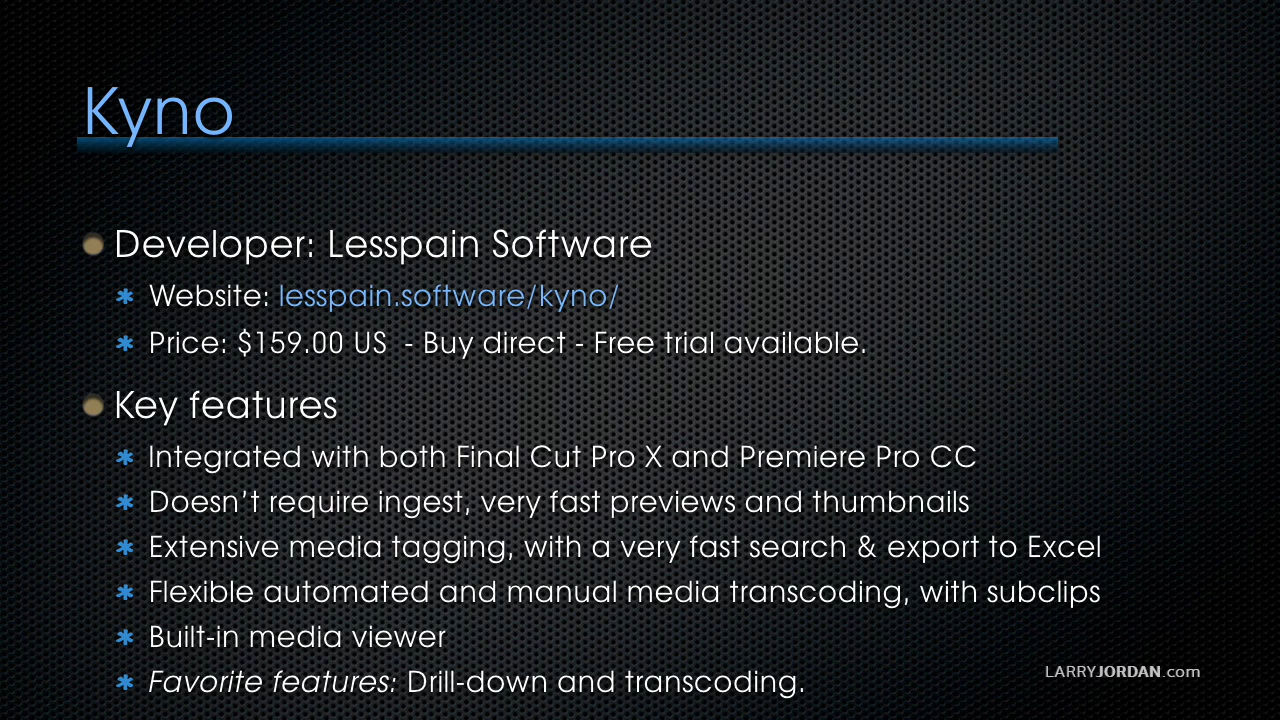 Kyno
Developer: Lesspain Software
Website: lesspain.software/kyno/
Price: $159.00 US  - Buy direct - Free trial available.
Key features
Integrated with both Final Cut Pro X and Premiere Pro CC
Doesn’t require ingest, very fast previews and thumbnails
Extensive media tagging, with a very fast search & export to Excel
Flexible automated and manual media transcoding, with subclips
Built-in media viewer
Favorite features: Drill-down and transcoding.
LARRYJORDAN.com